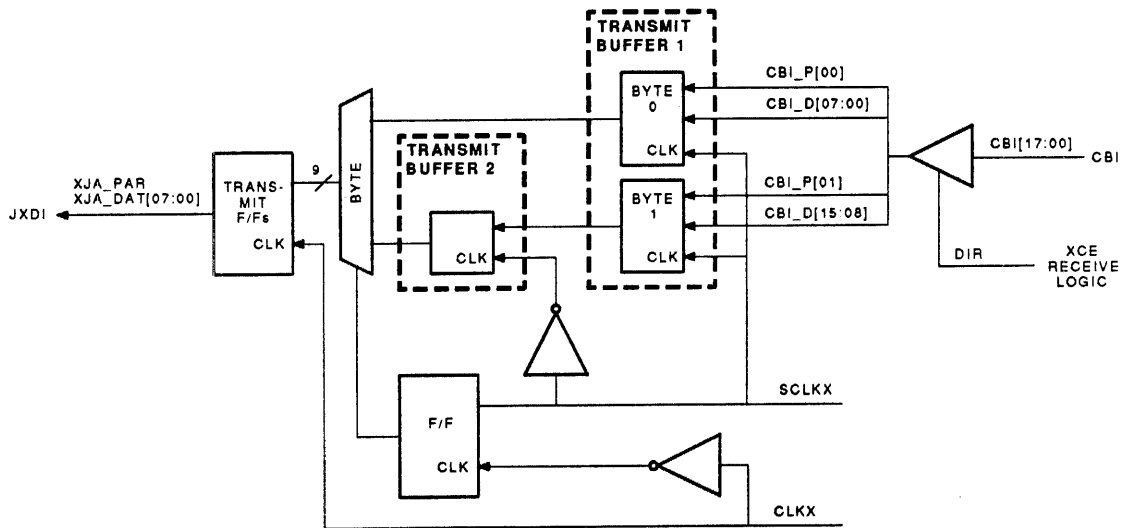 TRANSMIT
BUFFER 1
CBI_P[00]
BYTE
0
CBI_D[07:00]
CLK
CBI[17:00]
CBI
TRANSMIT
BUFFER 2
9
BYTE
XJA_PAR
XJA_DAT[07:00]
JXDI
TRANS-
MIT
F/Fs
CLK
CBI_P[01]
BYTE
1
CBI_D[15:08]
CLK
CLK
DIR
XCE
RECEIVE
LOGIC
SCLKX
F/F
CLK
CLKX